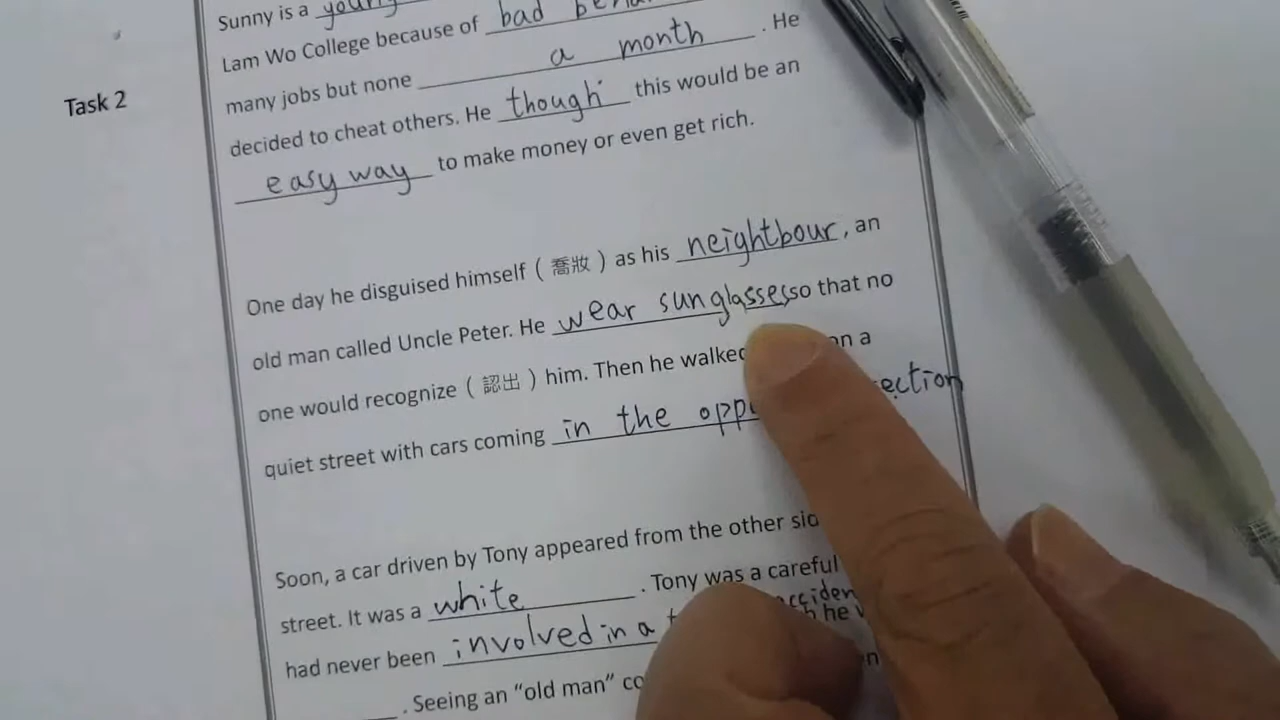 Sunny is a young
Lam Wo College because of bad
many jobs but none a month . He
Task 2
decided to cheat others. He though this would be an
easy way to make money or even get rich.
One day he disguised himself (喬妝) as his neightbour, an
old man called Uncle Peter. He wear sunglasses so that no
one would recognize (認出) him. Then he walked on a
quiet street with cars coming in the ection
Soon, a car driven by Tony appeared from the other
street. It was a white . Tony was a careful
had never been involved in a he
. Seeing an “old man”